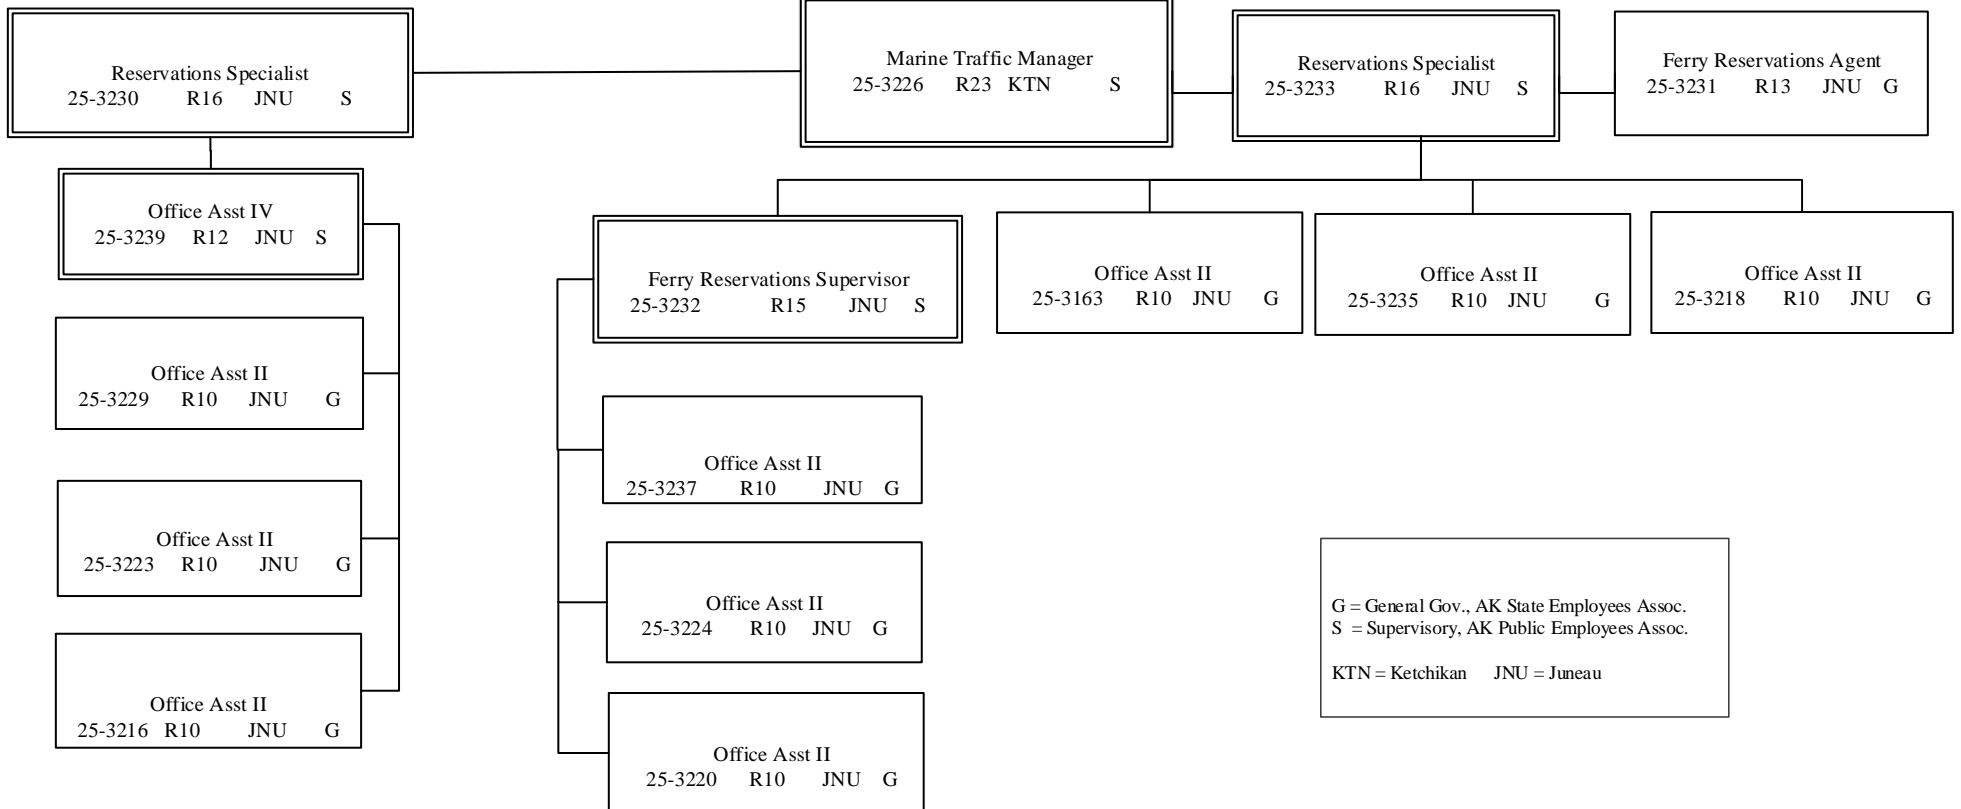 Reservations Specialist
25-3230 R16 JNU S
Marine Traffic Manager
25-3226 R23 KTN S
Reservations Specialist
25-3233 R16 JNU S
Ferry Reservations Agent
25-3231 R13 JNU G
Office Asst IV
25-3239 R12 JNU S
Ferry Reservations Supervisor
25-3232 R15 JNU S
Office Asst II
25-3163 R10 JNU G
Office Asst II
25-3235 R10 JNU G
Office Asst II
25-3218 R10 JNU G
Office Asst II
25-3229 R10 JNU G
Office Asst II
25-3223 R10 JNU G
Office Asst II
25-3216 R10 JNU G
Office Asst II
25-3237 R10 JNU G
Office Asst II
25-3224 R10 JNU G
Office Asst II
25-3220 R10 JNU G
G = General Gov., AK State Employees Assoc.
S = Supervisory, AK Public Employees Assoc.
KTN = Ketchikan JNU = Juneau